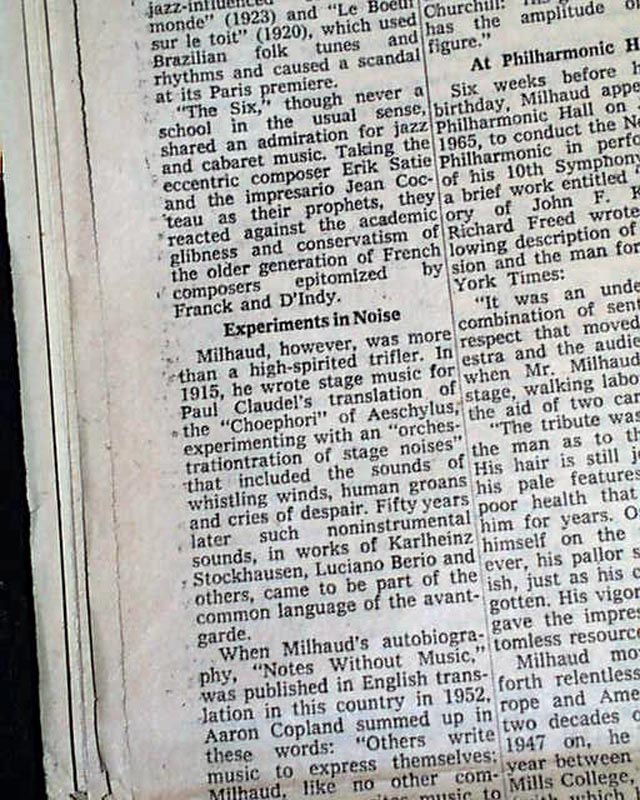 jazz-influenced
monde" (1923) and "Le Boeuf
sur le toit" (1920), which used
Brazilian folk tunes and
rhythms and caused a scandal
at its Paris premiere.
"The Six," though never a
school in the usual sense,
shared an admiration for jazz
and cabaret music. Taking the
eccentric composer Erik Satie
and the impresario Jean Coc-
teau as their prophets, they
reacted against the academic
glibness and conservatism of
the older generation of French
composers epitomized by
Franck and D'Indy.
Experiments in Noise
Milhaud, however, was more
than a high-spirited trifler. In
1915, he wrote stage music for
Paul Claudel's translation of
the "Choephori" of Aeschylus,
experimenting with an "orches-
trationtration of stage noises"
that included the sounds of
whistling winds, human groans
and cries of despair. Fifty years
later such noninstrumental
sounds, in works of Karlheinz
Stockhausen, Luciano Berio and
others, came to be part of the
common language of the avant-
garde.
When Milhaud's autobiogra-
phy, "Notes Without Music,"
was published in English trans-
lation in this country in 1952,
Aaron Copland summed up in
these words: "Others write
music to express themselves;
Milhaud, like no other com-
music to
Churchill:
has the amplitude o
figure."
At Philharmonic H
Six weeks before h
birthday, Milhaud appe
Philharmonic Hall on
1965, to conduct the Ne
Philharmonic in perfo
of his 10th Symphon
a brief work entitled
ory of John F. K
Richard Freed wrote
lowing description of
sion and the man for
York Times:
"It was an unde
combination of sent
respect that moved
estra and the audie
when Mr. Milhaud
stage, walking labo
the aid of two can
"The tribute was
the man as to th
His hair is still j
his pale features
poor health that
him for years. O
himself on the
ever, his pallor s
ish, just as his c
gotten. His vigor
gave the impres
tomless resource
Milhaud mo
forth relentless
rope and Ame
two decades o
1947 on, he
year between
Mills College,
which